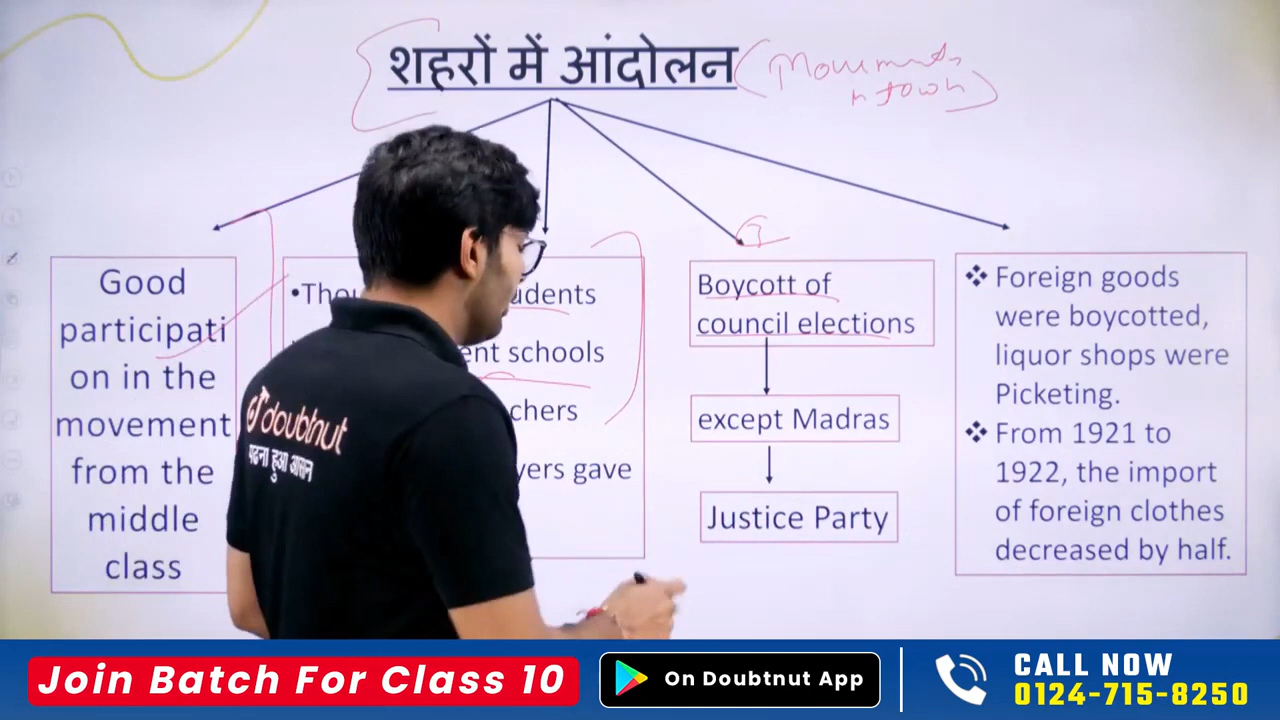 शहरों में आंदोलन
(Movements
n town)
Good
participati
on in the
movement
from the
middle
class
•Thou
udents
ent schools
chers
yers gave
Boycott of
council elections
except Madras
Justice Party
❖ Foreign goods
were boycotted,
liquor shops were
Picketing.
❖ From 1921 to
1922, the import
of foreign clothes
decreased by half.
doubtnut
पढना हुआ आसान
Join Batch For Class 10
On Doubtnut App
CALL NOW
0124-715-8250